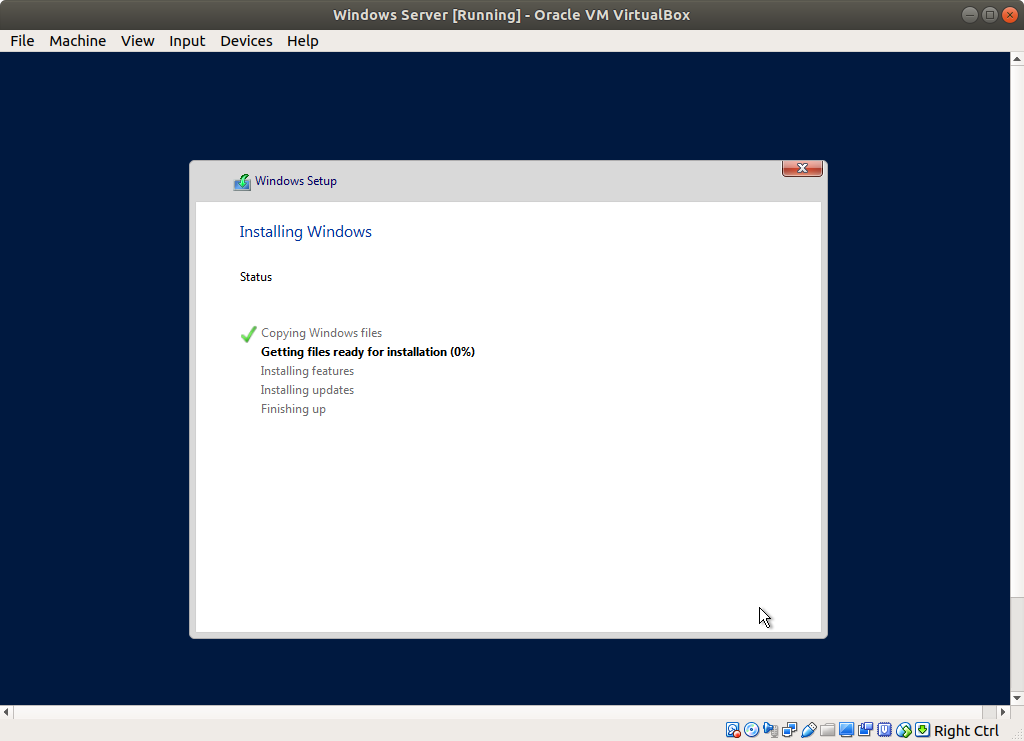 Windows Server [Running] - Oracle VM VirtualBox
File Machine View Input Devices Help
Windows Setup
Installing Windows
Status
Copying Windows files
Getting files ready for installation (0%)
Installing features
Installing updates
Finishing up
Right Ctrl